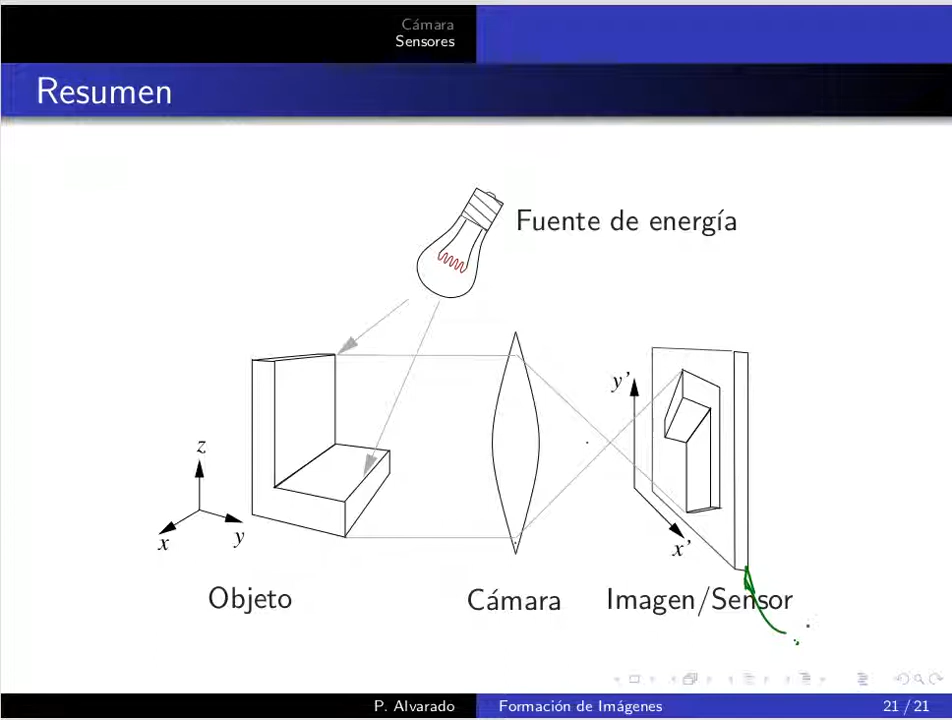 Cámara
Sensores
Resumen
Fuente de energía
y'
z
x
y
x'
Objeto
Cámara
Imagen/Sensor
P. Alvarado
Formación de Imágenes
21 / 21